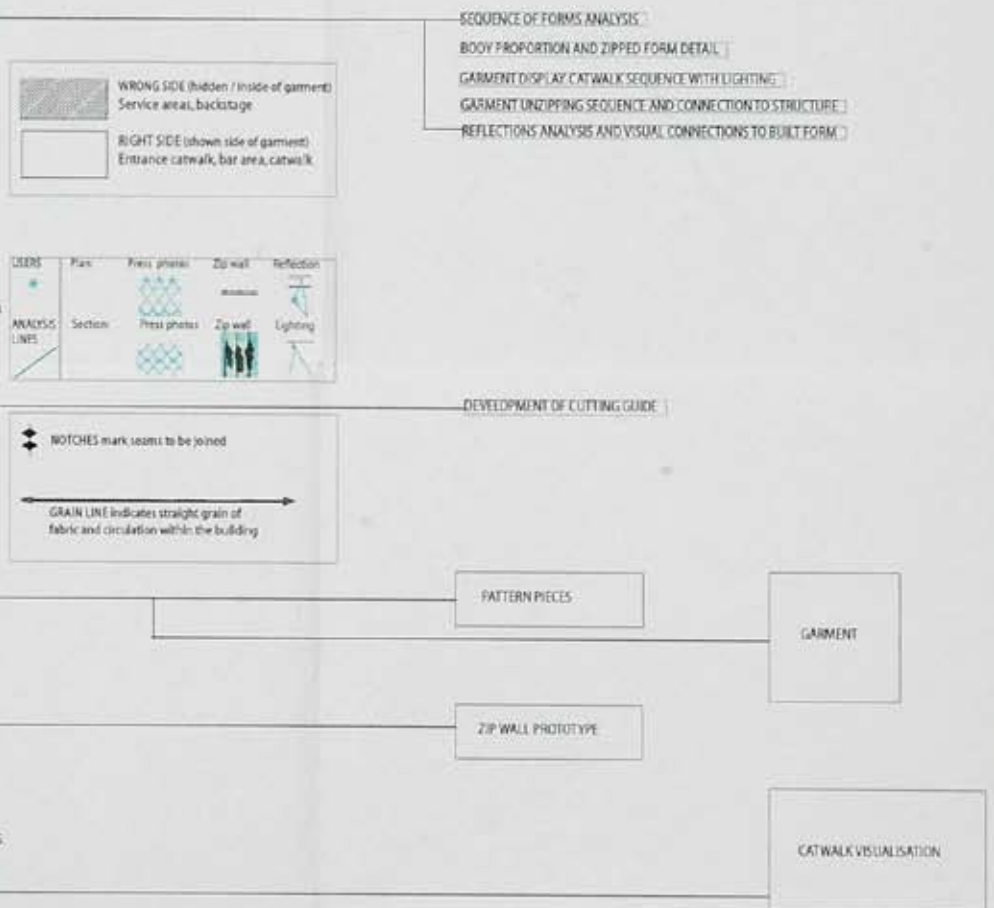 SEQUENCE OF FORMS ANALYSIS
BODY PROPORTION AND ZIPPED FORM DETAIL
GARMENT DISPLAY CATWALK SEQUENCE WITH LIGHTING
GARMENT UNZIPPING SEQUENCE AND CONNECTION TO STRUCTURE
REFLECTIONS ANALYSIS AND VISUAL CONNECTIONS TO BUILT FORM
WRONG SIDE (hidden / inside of garment)
Service areas, backstage
RIGHT SIDE (shown side of garment)
Entrance catwalk, bar area, catwalk
USERS Plan Press photos Zip wall Reflection
ANALYSIS Section Press photos Zip wall Lighting
LINES
DEVELOPMENT OF CUTTING GUIDE
NOTCHES mark seams to be joined
GRAIN LINE indicates straight grain of
fabric and circulation within the building
PATTERN PIECES
GARMENT
ZIP WALL PROTOTYPE
CATWALK VISUALISATION